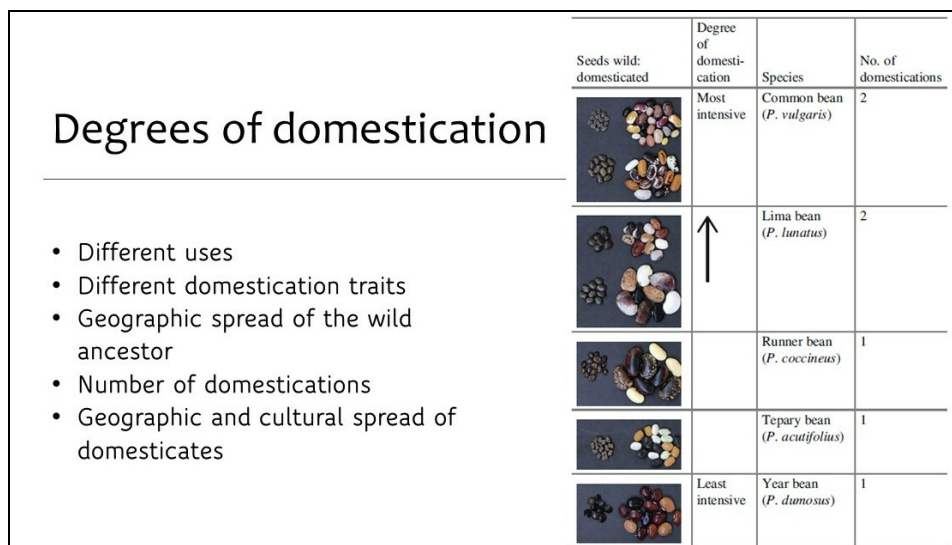 Degrees of domestication
• Different uses
• Different domestication traits
• Geographic spread of the wild
ancestor
• Number of domestications
• Geographic and cultural spread of
domesticates
Seeds wild:
domesticated
Degree
of
domesti-
cation
Species
No. of
domestications
Most
intensive
Common bean
(P. vulgaris)
2
Lima bean
(P. lunatus)
2
Runner bean
(P. coccineus)
1
Tepary bean
(P. acutifolius)
1
Least
intensive
Year bean
(P. dumosus)
1